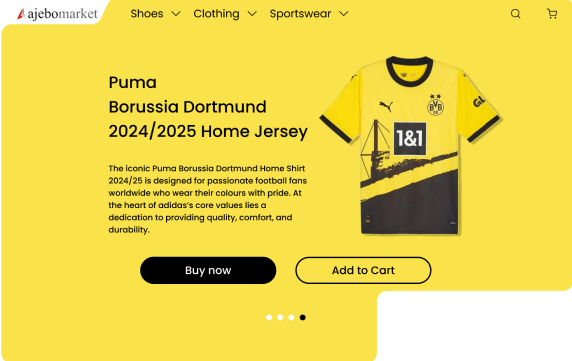 ajebomarket
Shoes Clothing Sportswear
Puma
Borussia Dortmund
2024/2025 Home Jersey
The iconic Puma Borussia Dortmund Home Shirt
2024/25 is designed for passionate football fans
worldwide who wear their colours with pride. At
the heart of adidas's core values lies a
dedication to providing quality, comfort, and
durability.
BVB
09
1&1
Buy now Add to Cart